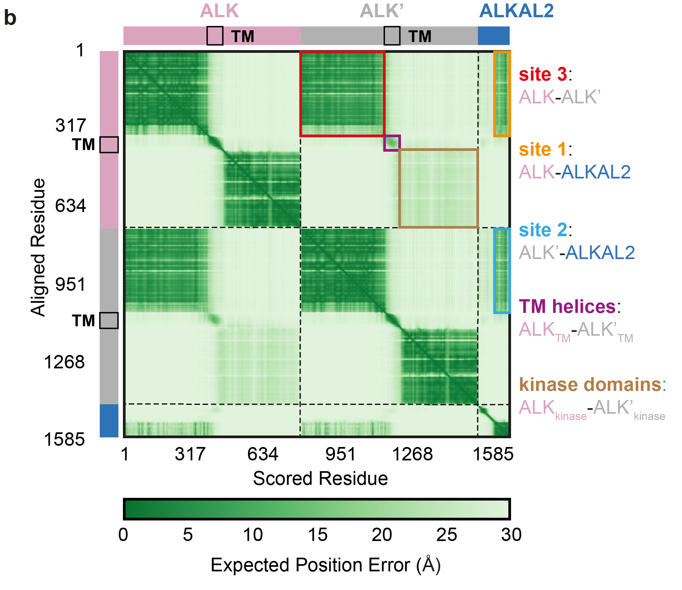 b
ALK ALK’ ALKAL2
TM TM
1
317
TM
634
951
TM
1268
1585
Aligned Residue
1 317 634 951 1268 1585
Scored Residue
site 3:
ALK-ALK’
site 1:
ALK-ALKAL2
site 2:
ALK’-ALKAL2
TM helices:
ALKTM-ALK’TM
kinase domains:
ALKkinase-ALK’kinase
0 5 10 15 20 25 30
Expected Position Error (Å)